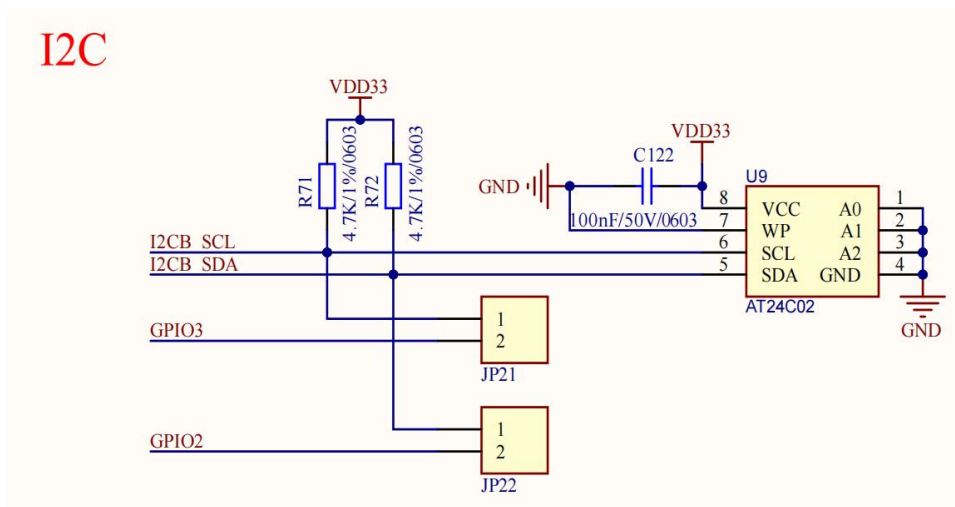 I2C
VDD33
R71
4.7K/1%/0603
R72
4.7K/1%/0603
VDD33
C122
GND
100nF/50V/0603
U9
8 VCC A0 1
7 WP A1 2
6 SCL A2 3
5 SDA GND 4
AT24C02
GND
I2CB_SCL
I2CB_SDA
GPIO3
1
2
JP21
GPIO2
1
2
JP22